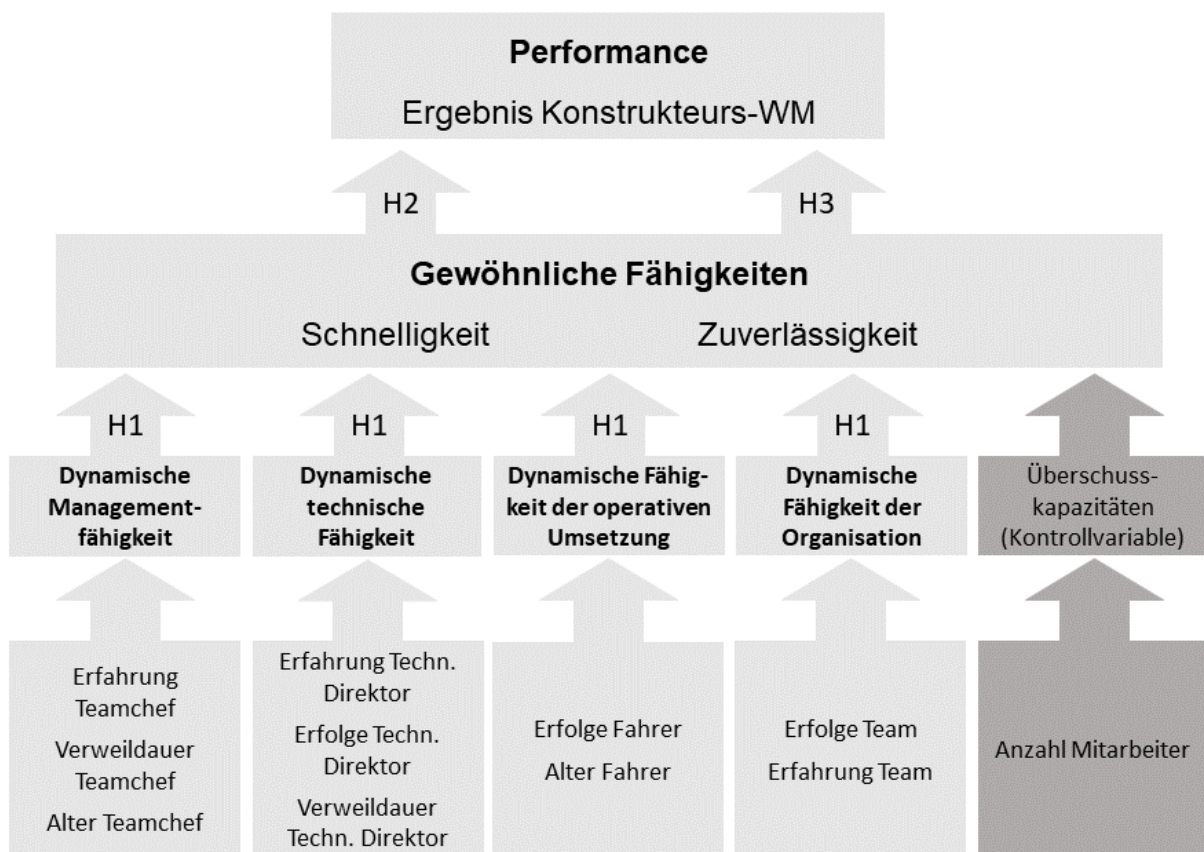 Performance
Ergebnis Konstrukteurs-WM
H2
H3
Gewöhnliche Fähigkeiten
Schnelligkeit
Zuverlässigkeit
H1
H1
H1
H1
Dynamische
Management-
fähigkeit
Dynamische
technische
Fähigkeit
Dynamische Fähig-
keit der operativen
Umsetzung
Dynamische
Fähigkeit der
Organisation
Überschuss-
kapazitäten
(Kontrollvariable)
Erfahrung
Teamchef
Verweildauer
Teamchef
Alter Teamchef
Erfahrung Techn.
Direktor
Erfolge Techn.
Direktor
Verweildauer
Techn. Direktor
Erfolge Fahrer
Alter Fahrer
Erfolge Team
Erfahrung Team
Anzahl Mitarbeiter